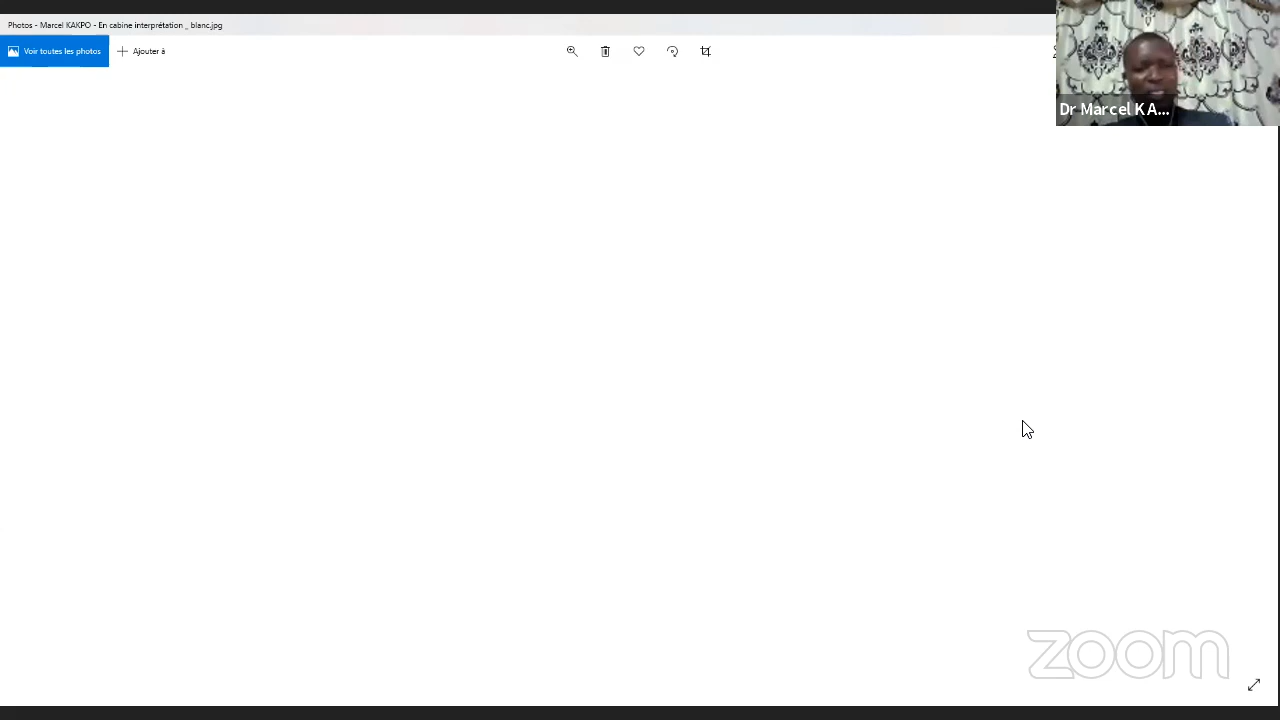 Photos - Marcel KAKPO - En cabine interprétation _ blanc.jpg
Voir toutes les photos
Ajouter à
Dr Marcel K A...
zoom